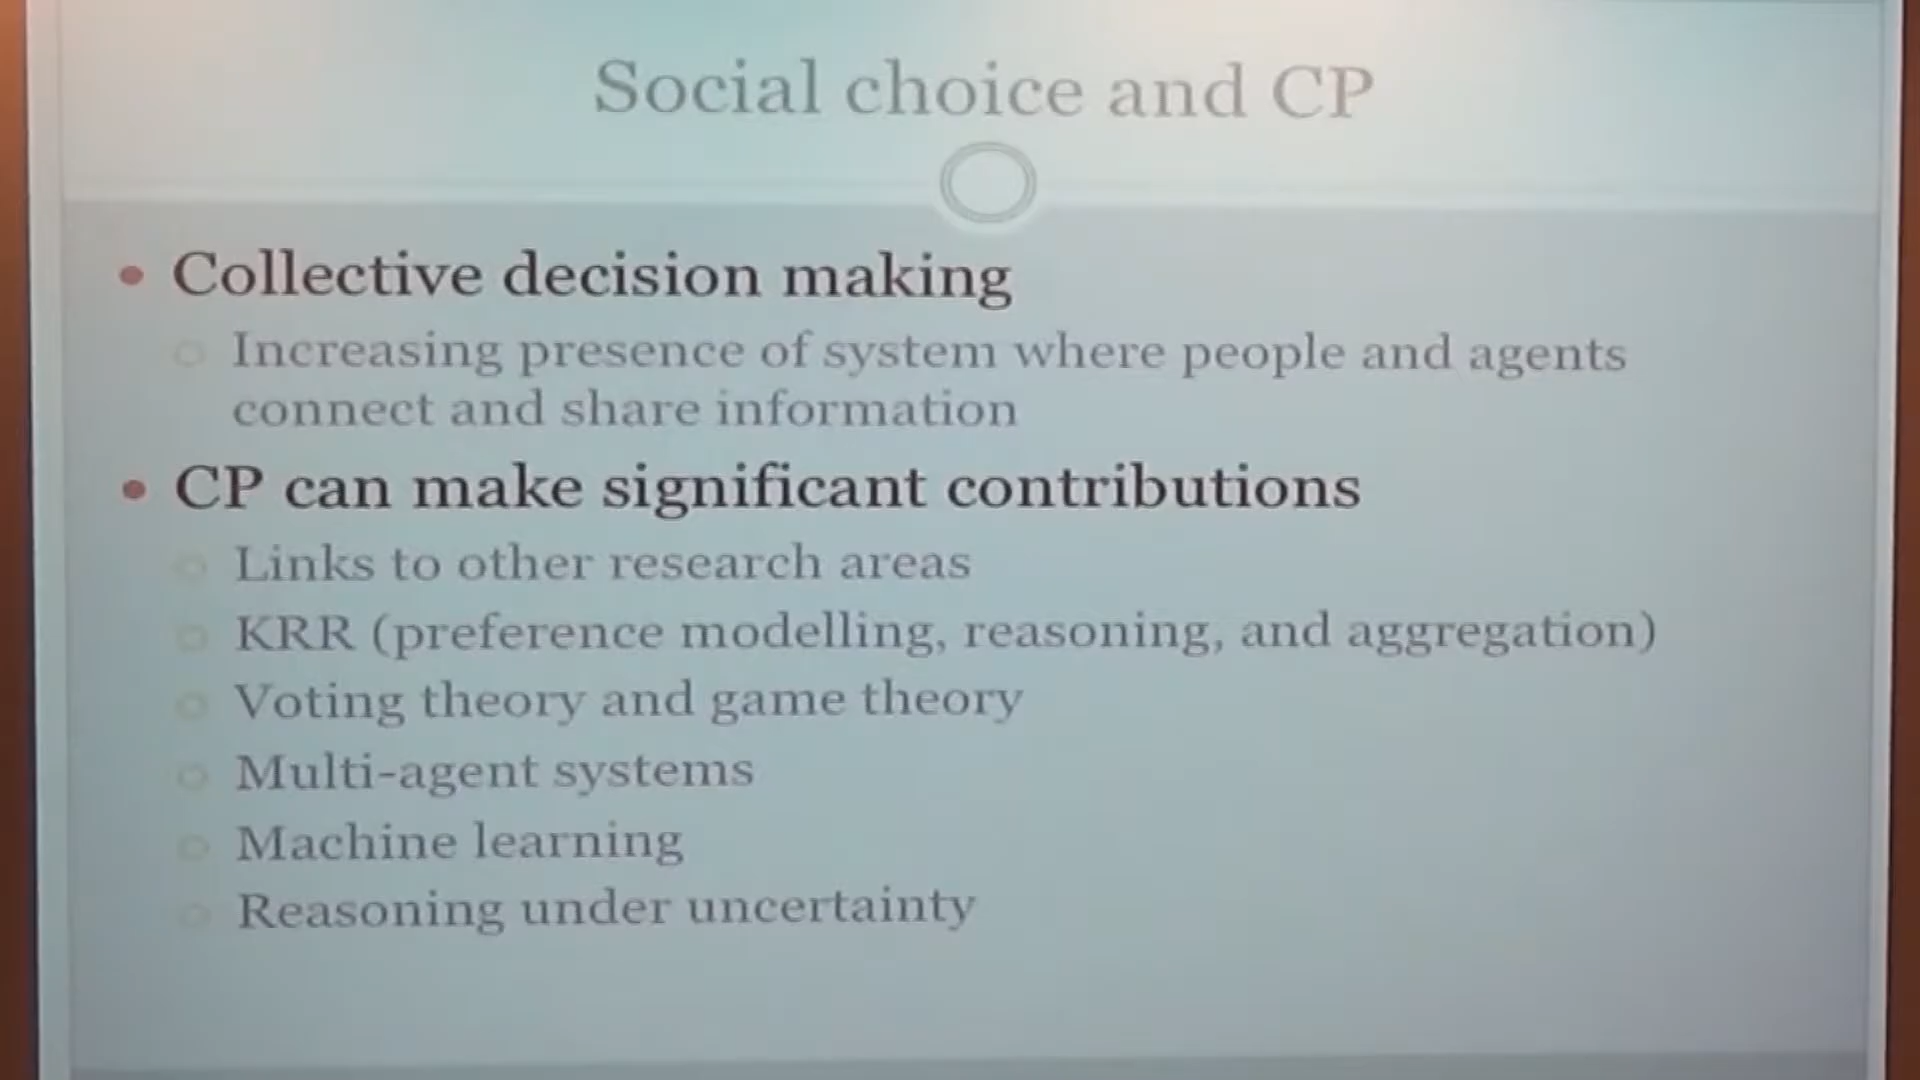 Social choice and CP
• Collective decision making
○ Increasing presence of system where people and agents
connect and share information
• CP can make significant contributions
○ Links to other research areas
○ KRR (preference modelling, reasoning, and aggregation)
○ Voting theory and game theory
○ Multi-agent systems
○ Machine learning
○ Reasoning under uncertainty